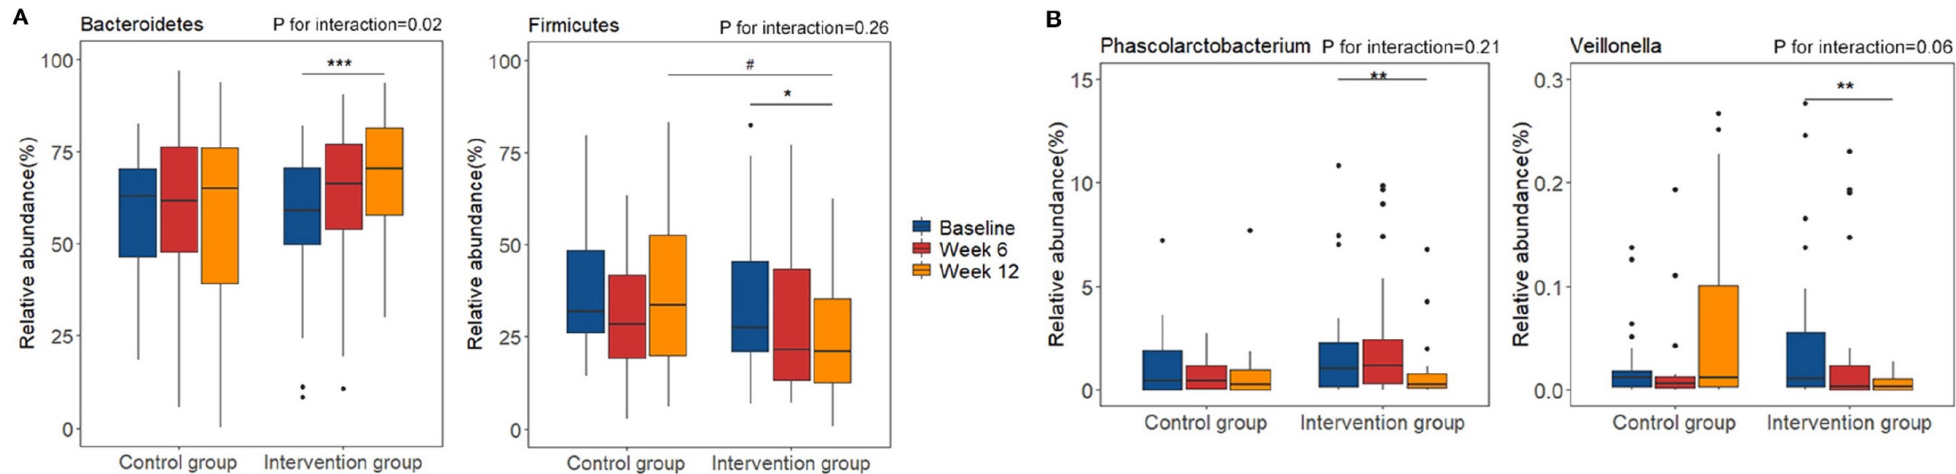 A
Bacteroidetes P for interaction=0.02
***
Relative abundance(%)
100
75
50
25
0
Control group Intervention group
Firmicutes P for interaction=0.26
#
*
Relative abundance(%)
100
75
50
25
0
Control group Intervention group
Baseline
Week 6
Week 12
B
Phascolarctobacterium P for interaction=0.21
**
Relative abundance(%)
15
10
5
0
Control group Intervention group
Veillonella P for interaction=0.06
**
Relative abundance(%)
0.3
0.2
0.1
0.0
Control group Intervention group